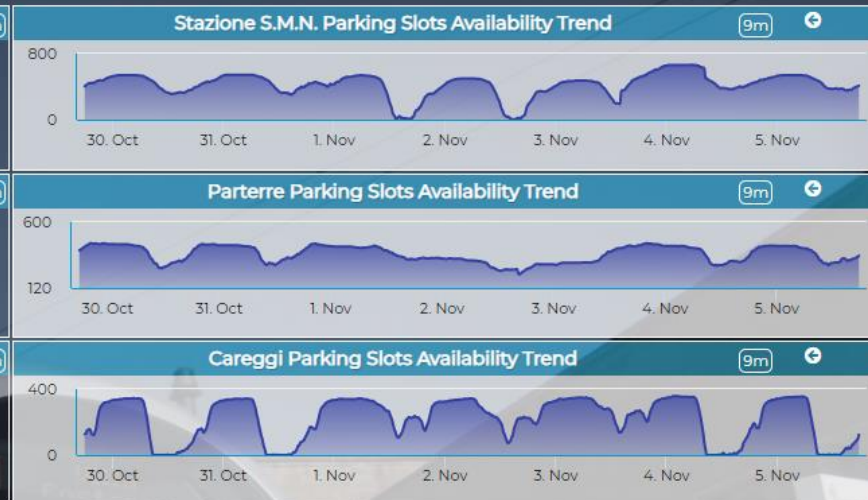 Stazione S.M.N. Parking Slots Availability Trend 9m
800
0
30. Oct 31. Oct 1. Nov 2. Nov 3. Nov 4. Nov 5. Nov
Parterre Parking Slots Availability Trend 9m
600
120
30. Oct 31. Oct 1. Nov 2. Nov 3. Nov 4. Nov 5. Nov
Careggi Parking Slots Availability Trend 9m
400
0
30. Oct 31. Oct 1. Nov 2. Nov 3. Nov 4. Nov 5. Nov